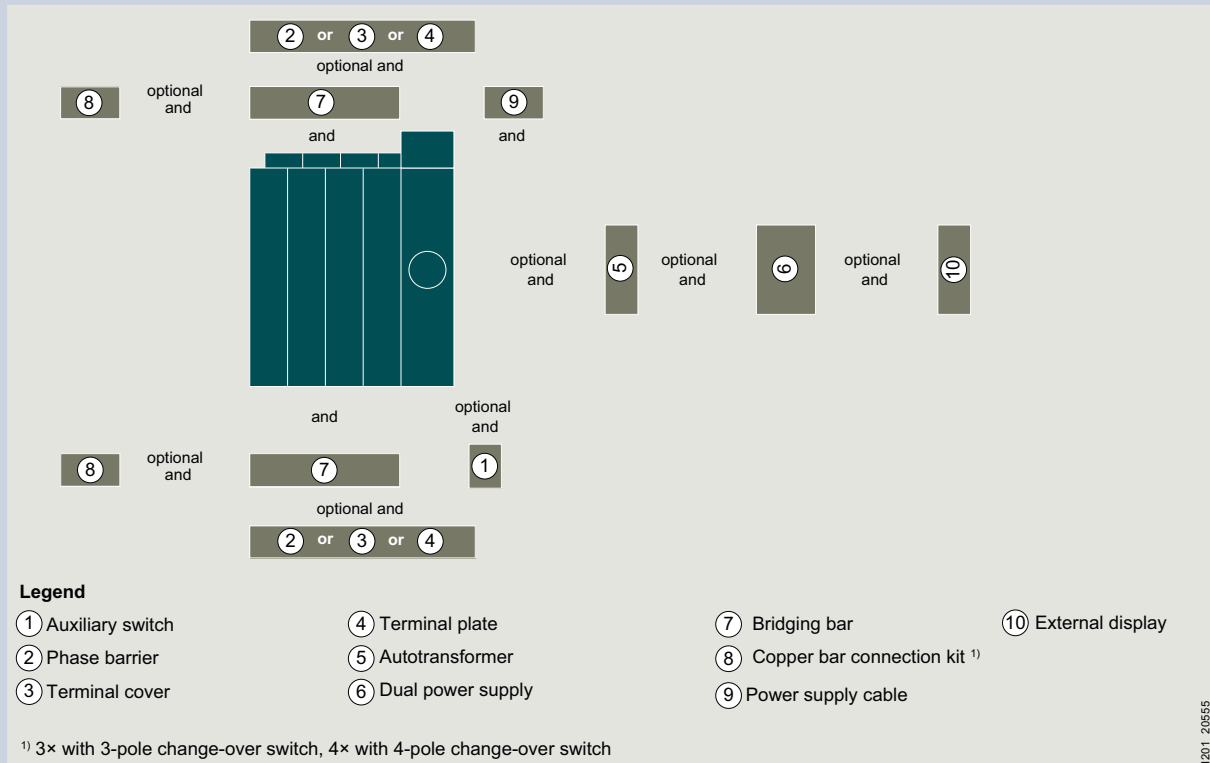 2 or 3 or 4
optional and
8 optional and 7 9
and and
optional and 5 optional and 6 optional and 10
and optional and
8 optional and 7 1
optional and
2 or 3 or 4
Legend
1 Auxiliary switch
2 Phase barrier
3 Terminal cover
4 Terminal plate
5 Autotransformer
6 Dual power supply
7 Bridging bar
8 Copper bar connection kit 1)
9 Power supply cable
10 External display
1) 3× with 3-pole change-over switch, 4× with 4-pole change-over switch
I201_20555